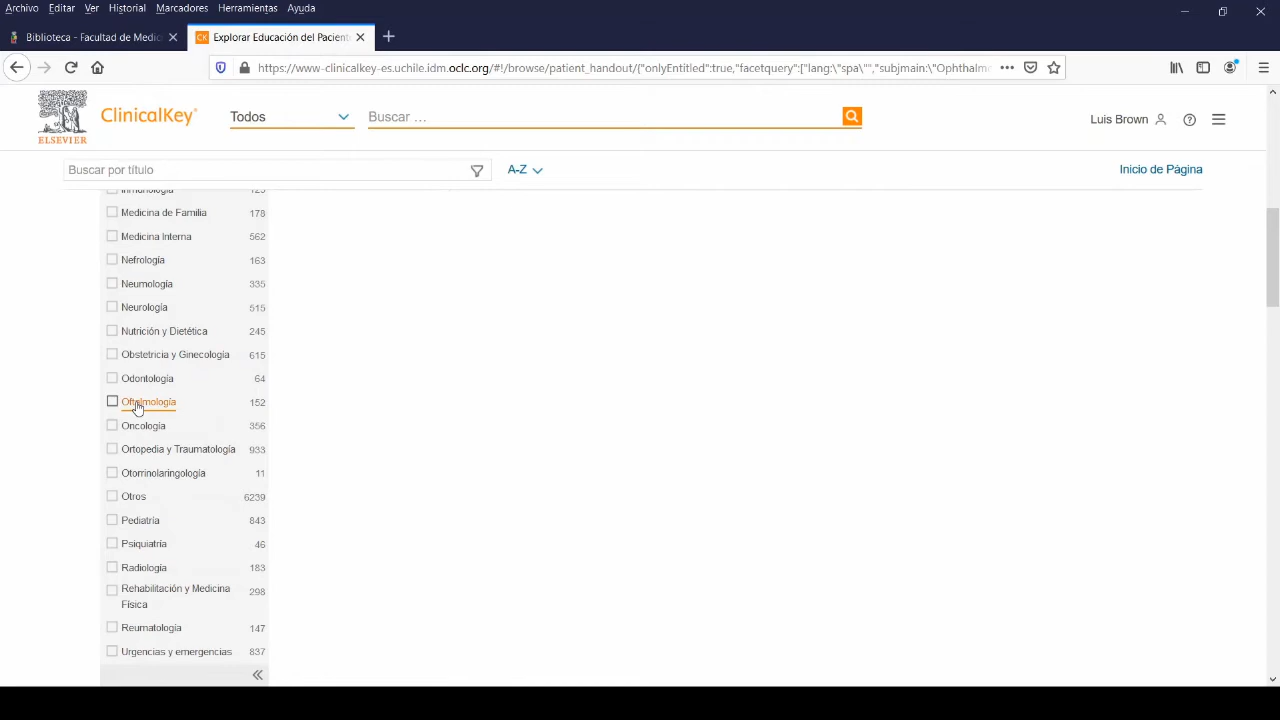 Archivo Editar Ver Historial Marcadores Herramientas Ayuda
Biblioteca - Facultad de Medic
CK Explorar Educación del Pacient
https://www-clinicalkey-es.uchile.idm.oclc.org/#!/browse/patient_handout/{"onlyEntitled":true,"facetquery":["lang:\"spa\"","subjmain:\"Ophthalm
ELSEVIER
ClinicalKey®
Todos
Buscar ...
Luis Brown
Buscar por título
A-Z
Inicio de Página
Inmunología 123
Medicina de Familia 178
Medicina Interna 562
Nefrología 163
Neumología 335
Neurología 515
Nutrición y Dietética 245
Obstetricia y Ginecología 615
Odontología 64
Oftalmología 152
Oncología 356
Ortopedia y Traumatología 933
Otorrinolaringología 11
Otros 6239
Pediatría 843
Psiquiatría 46
Radiología 183
Rehabilitación y Medicina 298
Física
Reumatología 147
Urgencias y emergencias 837